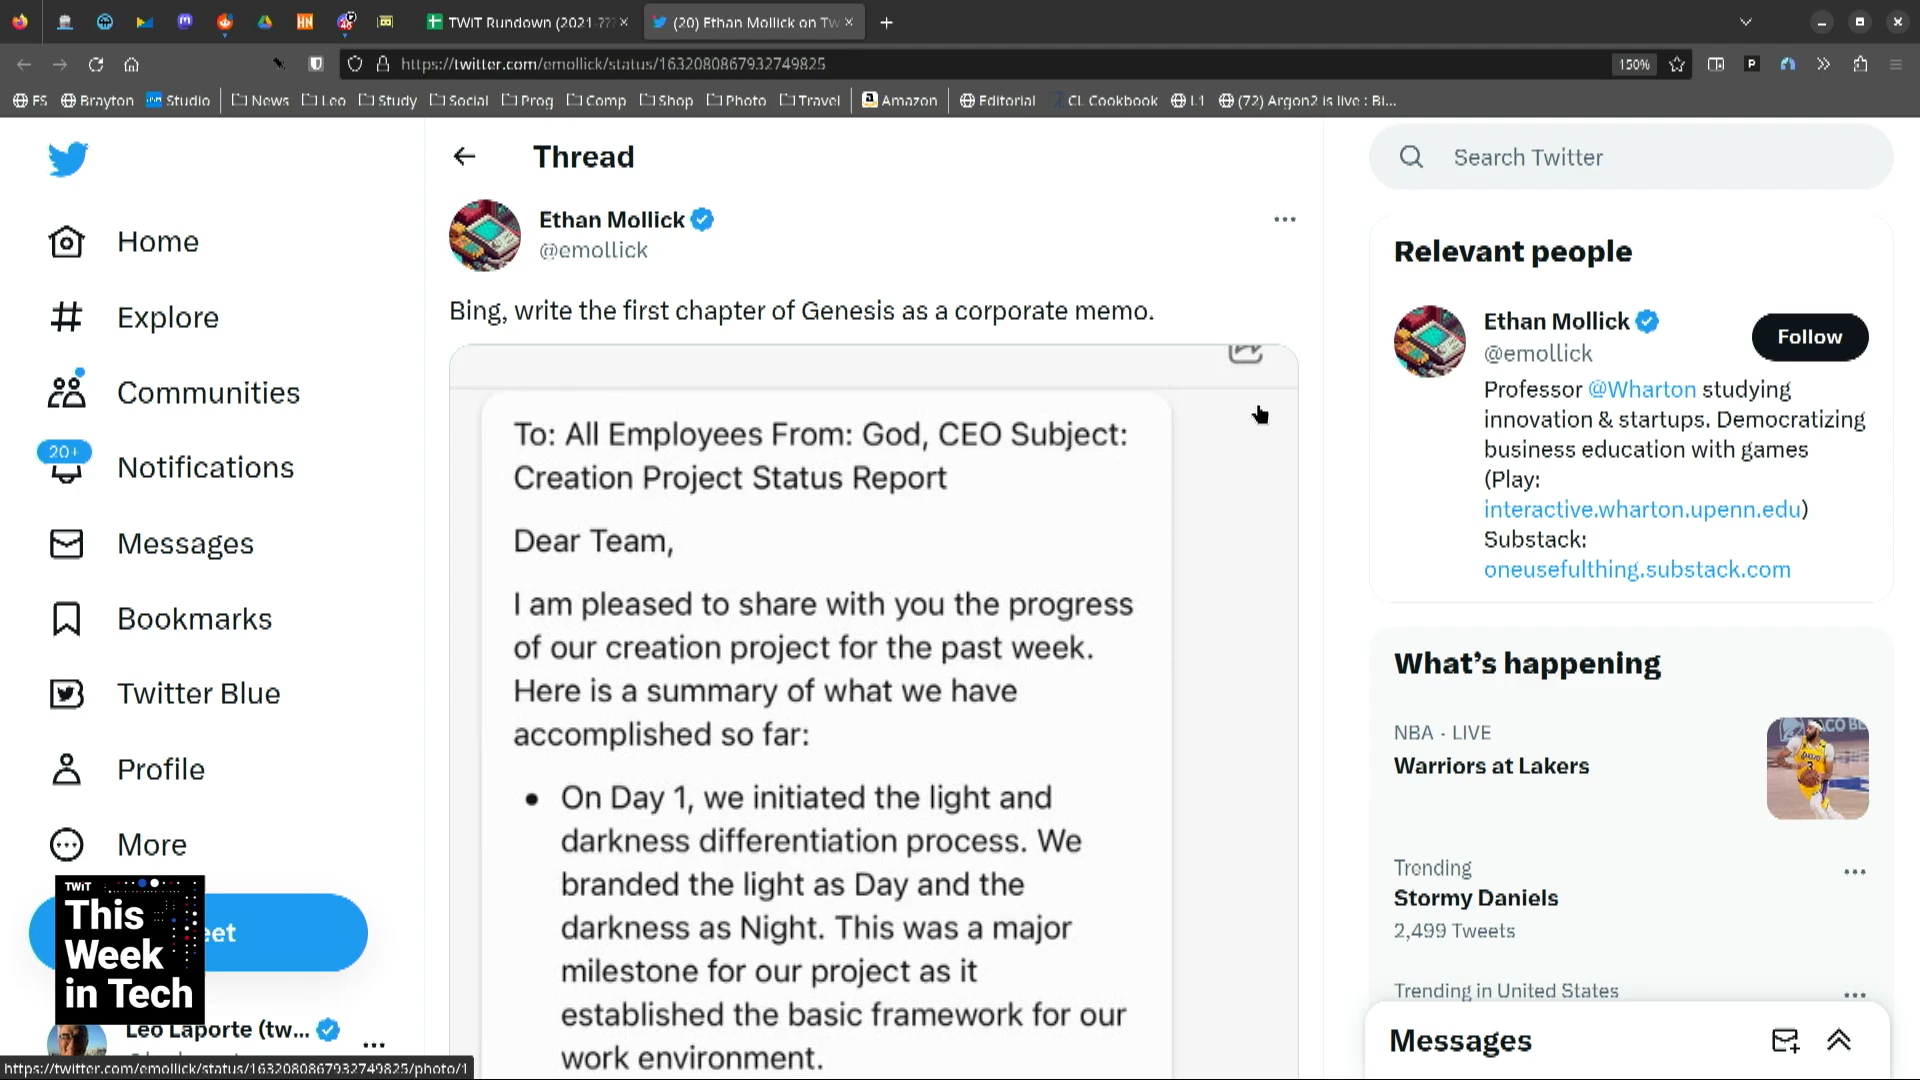 TWiT Rundown (2021-???
(20) Ethan Mollick on Tw
https://twitter.com/emollick/status/1632080867932749825
150%
FS
Brayton
Studio
News
Leo
Study
Social
Prog
Comp
Shop
Photo
Travel
Amazon
Editorial
CL Cookbook
L1
(72) Argon2 is live : Bl...
Home
Explore
Communities
20+
Notifications
Messages
Bookmarks
Twitter Blue
Profile
More
eet
TWiT
This
Week
in Tech
Leo Laporte (tw...
https://twitter.com/emollick/status/1632080867932749825/photo/1
Thread
Ethan Mollick
@emollick
Bing, write the first chapter of Genesis as a corporate memo.
To: All Employees From: God, CEO Subject:
Creation Project Status Report
Dear Team,
I am pleased to share with you the progress
of our creation project for the past week.
Here is a summary of what we have
accomplished so far:
• On Day 1, we initiated the light and
darkness differentiation process. We
branded the light as Day and the
darkness as Night. This was a major
milestone for our project as it
established the basic framework for our
work environment.
Search Twitter
Relevant people
Ethan Mollick
@emollick
Follow
Professor @Wharton studying
innovation & startups. Democratizing
business education with games
(Play:
interactive.wharton.upenn.edu)
Substack:
oneusefulthing.substack.com
What's happening
NBA · LIVE
Warriors at Lakers
Trending
Stormy Daniels
2,499 Tweets
Trending in United States
Messages